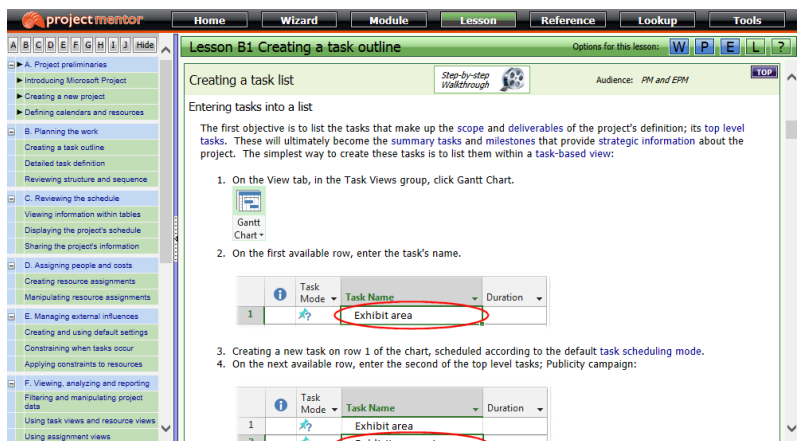 projectmentor
Home Wizard Module Lesson Reference Lookup Tools
A B C D E F G H I J Hide
A. Project preliminaries
Introducing Microsoft Project
Creating a new project
Defining calendars and resources
B. Planning the work
Creating a task outline
Detailed task definition
Reviewing structure and sequence
C. Reviewing the schedule
Viewing information within tables
Displaying the project's schedule
Sharing the project's information
D. Assigning people and costs
Creating resource assignments
Manipulating resource assignments
E. Managing external influences
Creating and using default settings
Constraining when tasks occur
Applying constraints to resources
F. Viewing, analyzing and reporting
Filtering and manipulating project
data
Using task views and resource views
Using assignment views
Lesson B1 Creating a task outline
Options for this lesson: W P E L ?
Creating a task list
Step-by-step
Walkthrough
Audience: PM and EPM
TOP
Entering tasks into a list
The first objective is to list the tasks that make up the scope and deliverables of the project's definition; its top level
tasks. These will ultimately become the summary tasks and milestones that provide strategic information about the
project. The simplest way to create these tasks is to list them within a task-based view:
1. On the View tab, in the Task Views group, click Gantt Chart.
Gantt
Chart
2. On the first available row, enter the task's name.
Task
Mode Task Name Duration
1 Exhibit area
3. Creating a new task on row 1 of the chart, scheduled according to the default task scheduling mode.
4. On the next available row, enter the second of the top level tasks; Publicity campaign:
Task
Mode Task Name Duration
1 Exhibit area